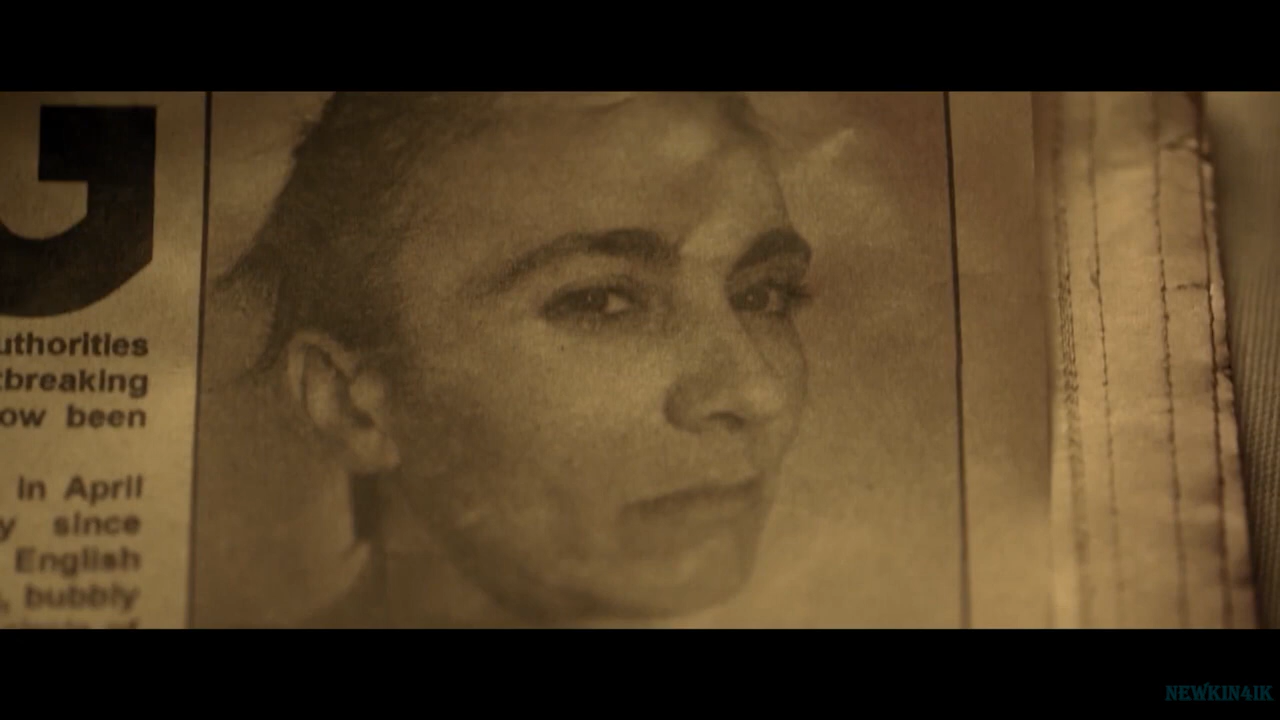 uthorities
tbreaking
ow been
in April
y since
English
bubbly
NEWKIN4IK